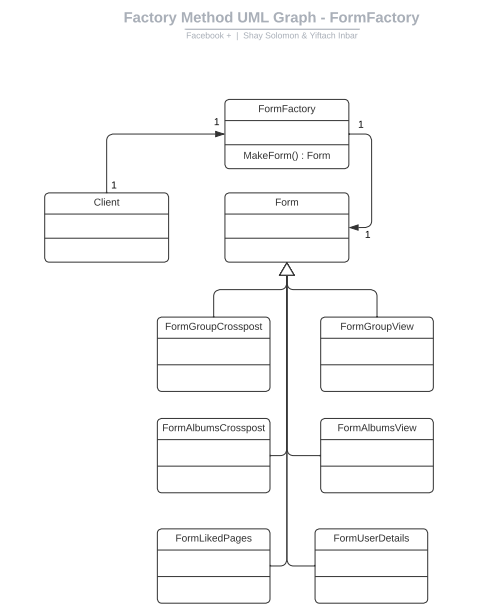 Factory Method UML Graph - FormFactory
Facebook + | Shay Solomon & Yiftach Inbar
FormFactory
1
1
MakeForm() : Form
1
Client
Form
1
FormGroupCrosspost
FormGroupView
FormAlbumsCrosspost
FormAlbumsView
FormLikedPages
FormUserDetails